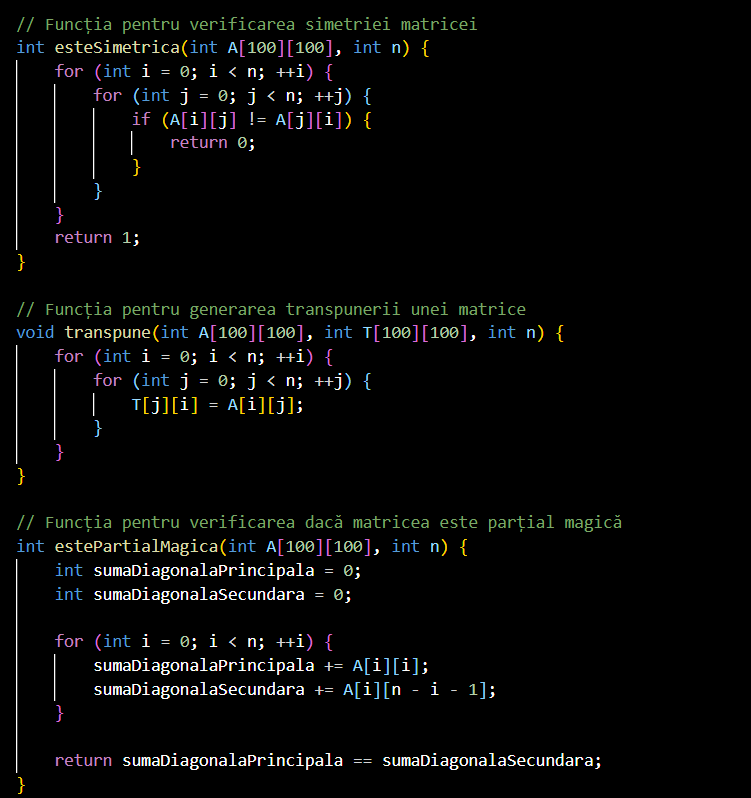 // Funcția pentru verificarea simetriei matricei
int esteSimetrica(int A[100][100], int n) {
    for (int i = 0; i < n; ++i) {
        for (int j = 0; j < n; ++j) {
            if (A[i][j] != A[j][i]) {
                return 0;
            }
        }
    }
    return 1;
}

// Funcția pentru generarea transpunerii unei matrice
void transpune(int A[100][100], int T[100][100], int n) {
    for (int i = 0; i < n; ++i) {
        for (int j = 0; j < n; ++j) {
            T[j][i] = A[i][j];
        }
    }
}

// Funcția pentru verificarea dacă matricea este parțial magică
int estePartialMagica(int A[100][100], int n) {
    int sumaDiagonalaPrincipala = 0;
    int sumaDiagonalaSecundara = 0;

    for (int i = 0; i < n; ++i) {
        sumaDiagonalaPrincipala += A[i][i];
        sumaDiagonalaSecundara += A[i][n - i - 1];
    }

    return sumaDiagonalaPrincipala == sumaDiagonalaSecundara;
}